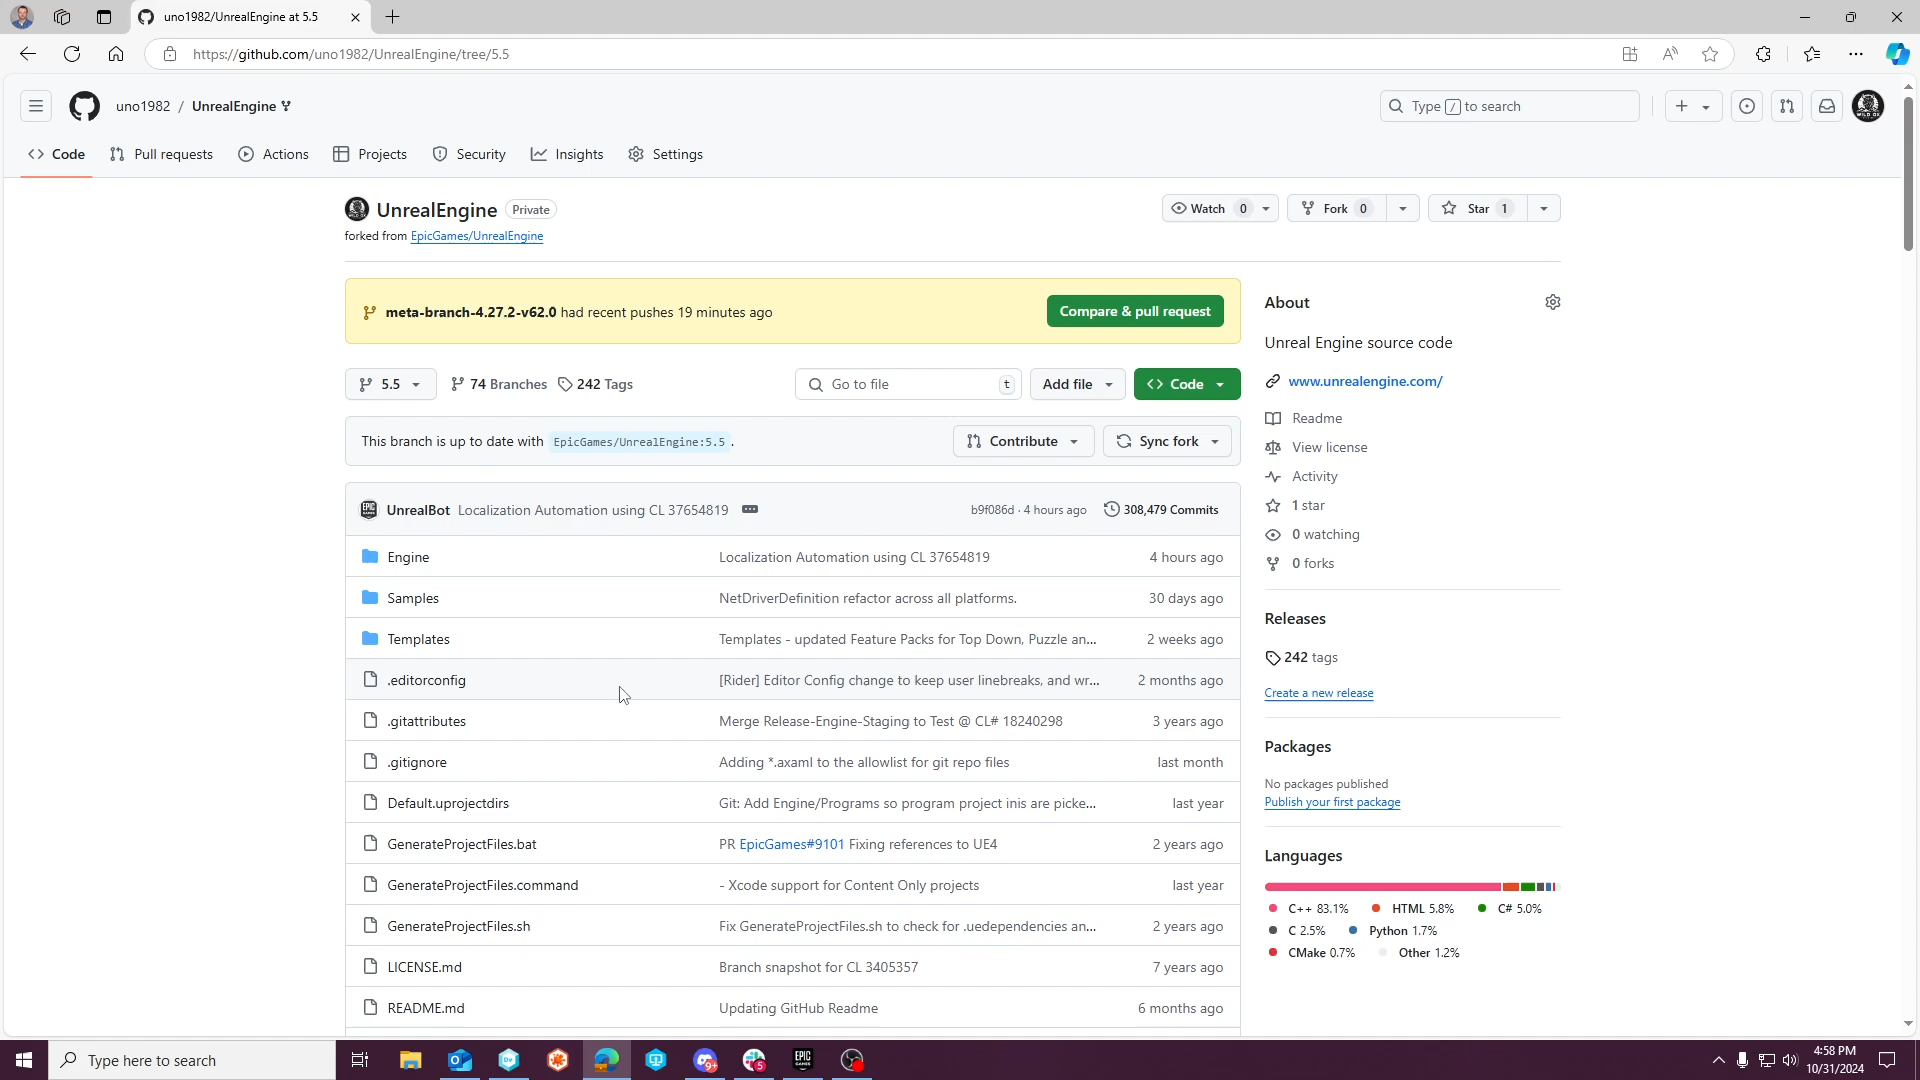 uno1982/UnrealEngine at 5.5
https://github.com/uno1982/UnrealEngine/tree/5.5
uno1982 / UnrealEngine
Type / to search
Code Pull requests Actions Projects Security Insights Settings
UnrealEngine Private
Watch 0 Fork 0 Star 1
forked from EpicGames/UnrealEngine
meta-branch-4.27.2-v62.0 had recent pushes 19 minutes ago
Compare & pull request
5.5 74 Branches 242 Tags
Go to file t Add file Code
This branch is up to date with EpicGames/UnrealEngine:5.5 .
Contribute Sync fork
UnrealBot Localization Automation using CL 37654819 b9f086d · 4 hours ago 308,479 Commits
Engine Localization Automation using CL 37654819 4 hours ago
Samples NetDriverDefinition refactor across all platforms. 30 days ago
Templates Templates - updated Feature Packs for Top Down, Puzzle an... 2 weeks ago
.editorconfig [Rider] Editor Config change to keep user linebreaks, and wr... 2 months ago
.gitattributes Merge Release-Engine-Staging to Test @ CL# 18240298 3 years ago
.gitignore Adding *.axaml to the allowlist for git repo files last month
Default.uprojectdirs Git: Add Engine/Programs so program project inis are picke... last year
GenerateProjectFiles.bat PR EpicGames#9101 Fixing references to UE4 2 years ago
GenerateProjectFiles.command - Xcode support for Content Only projects last year
GenerateProjectFiles.sh Fix GenerateProjectFiles.sh to check for .uedependencies an... 2 years ago
LICENSE.md Branch snapshot for CL 3405357 7 years ago
README.md Updating GitHub Readme 6 months ago
About
Unreal Engine source code
www.unrealengine.com/
Readme
View license
Activity
1 star
0 watching
0 forks
Releases
242 tags
Create a new release
Packages
No packages published
Publish your first package
Languages
C++ 83.1% HTML 5.8% C# 5.0%
C 2.5% Python 1.7%
CMake 0.7% Other 1.2%
Type here to search
9+
5
EPIC
GAMES
4:58 PM
10/31/2024